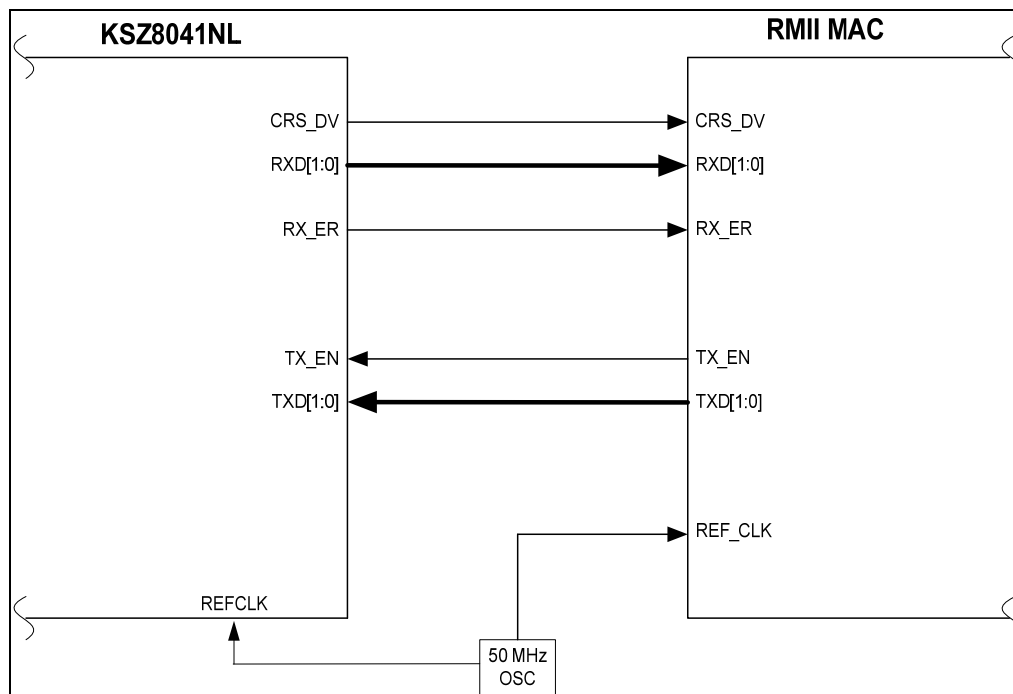 KSZ8041NL
RMII MAC
CRS_DV
CRS_DV
RXD[1:0]
RXD[1:0]
RX_ER
RX_ER
TX_EN
TX_EN
TXD[1:0]
TXD[1:0]
REF_CLK
REFCLK
50 MHz
OSC